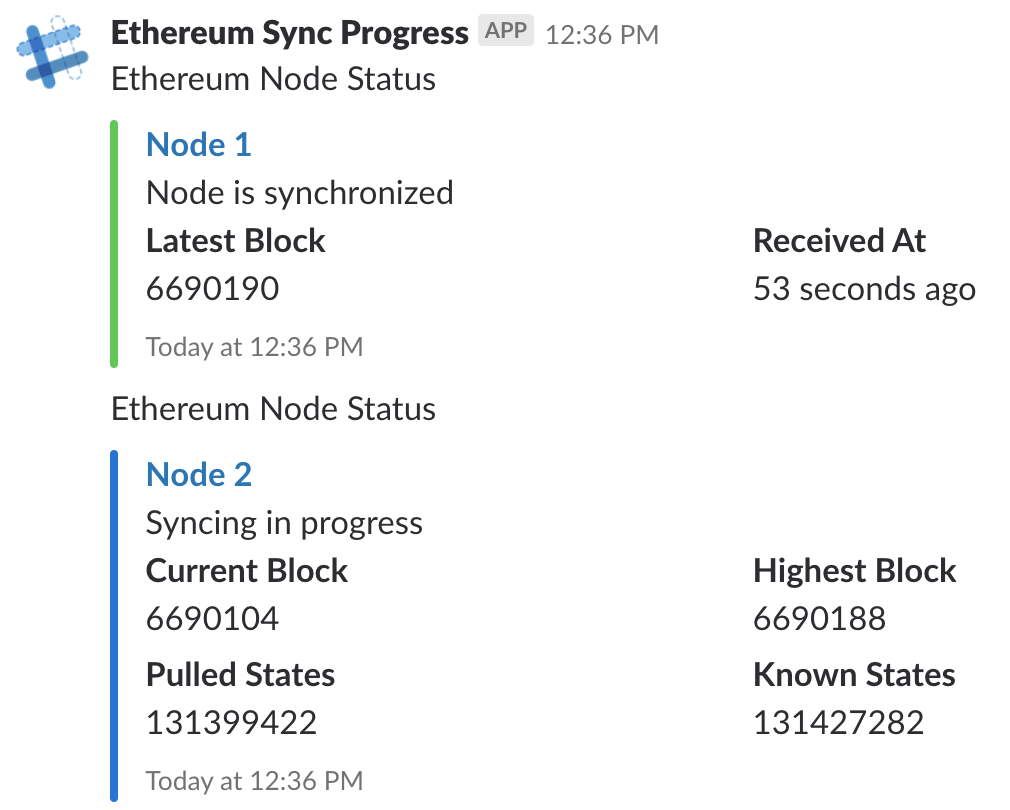 Ethereum Sync Progress APP 12:36 PM
Ethereum Node Status
Node 1
Node is synchronized
Latest Block Received At
6690190 53 seconds ago
Today at 12:36 PM
Ethereum Node Status
Node 2
Syncing in progress
Current Block Highest Block
6690104 6690188
Pulled States Known States
131399422 131427282
Today at 12:36 PM